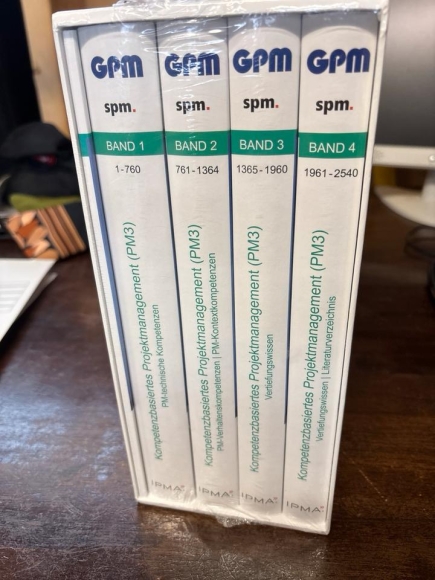 GPM
spm.
BAND 1
1-760
Kompetenzbasiertes Projektmanagement (PM3)
PM-technische Kompetenzen
IPMA
GPM
spm.
BAND 2
761-1364
Kompetenzbasiertes Projektmanagement (PM3)
PM-Verhaltenskompetenzen | PM-Kontextkompetenzen
IPMA
GPM
spm.
BAND 3
1365-1960
Kompetenzbasiertes Projektmanagement (PM3)
Vertiefungswissen
IPMA
GPM
spm.
BAND 4
1961-2540
Kompetenzbasiertes Projektmanagement (PM3)
Vertiefungswissen | Literaturverzeichnis
IPMA